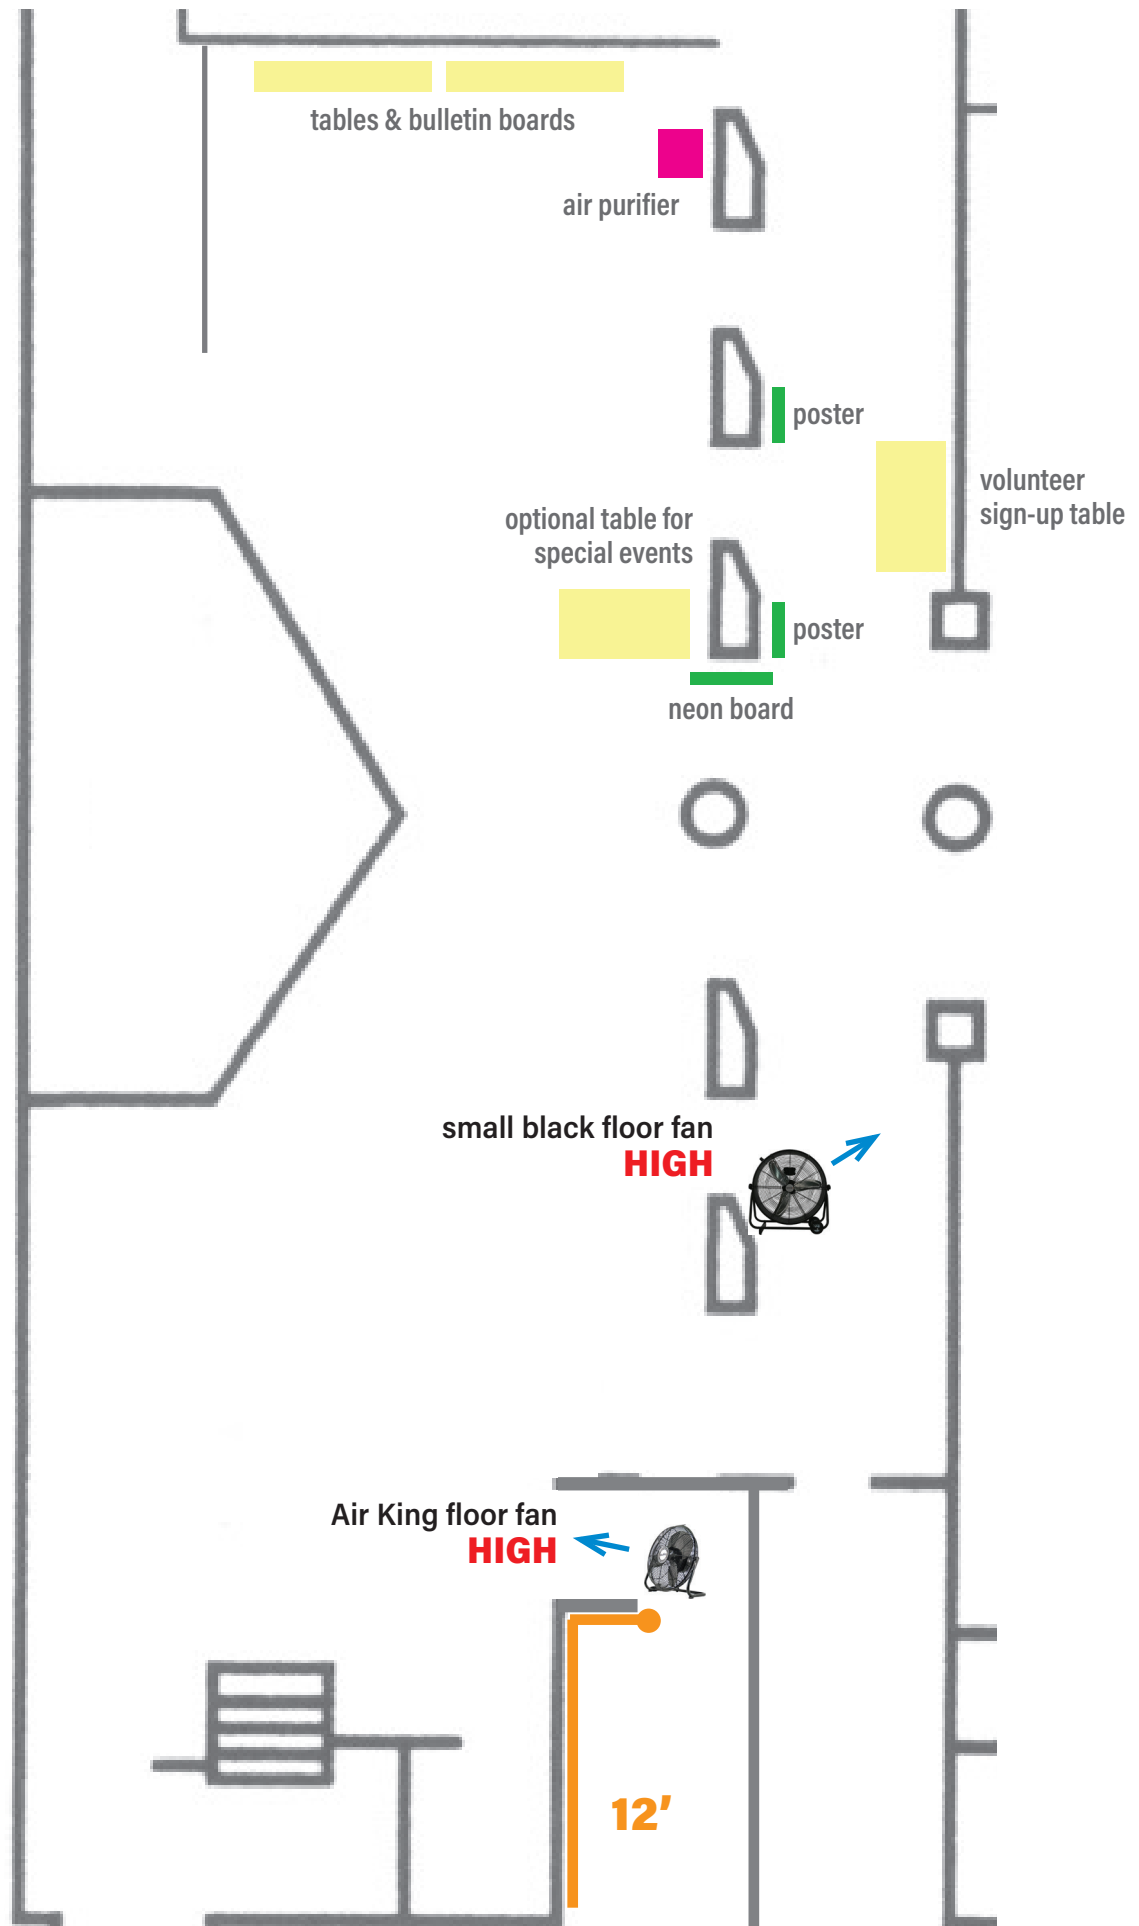 tables & bulletin boards
air purifier
poster
volunteer
sign-up table
optional table for
special events
poster
neon board
small black floor fan
HIGH
Air King floor fan
HIGH
12’